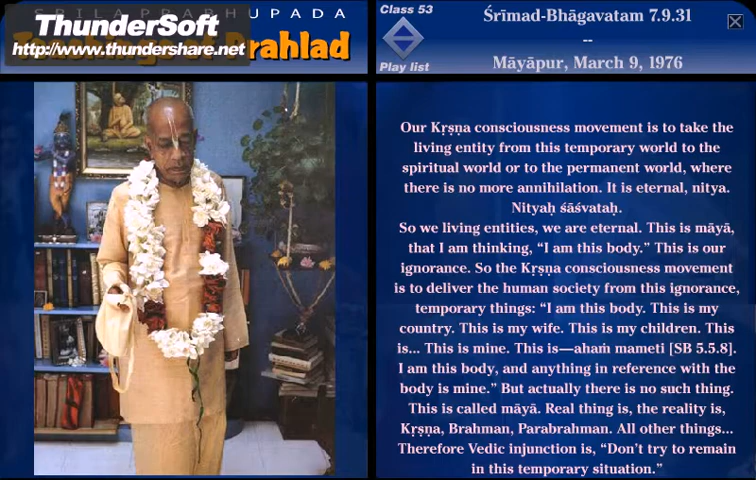 SRILA PRABHUPADA
ThunderSoft
http://www.thundershare.net
Prahlad
Class 53
Play list
Śrīmad-Bhāgavatam 7.9.31
--
Māyāpur, March 9, 1976
Our Kṛṣṇa consciousness movement is to take the
living entity from this temporary world to the
spiritual world or to the permanent world, where
there is no more annihilation. It is eternal, nitya.
Nityaḥ śāśvataḥ.
So we living entities, we are eternal. This is māyā,
that I am thinking, “I am this body.” This is our
ignorance. So the Kṛṣṇa consciousness movement
is to deliver the human society from this ignorance,
temporary things: “I am this body. This is my
country. This is my wife. This is my children. This
is... This is mine. This is—ahaṁ mameti [SB 5.5.8].
I am this body, and anything in reference with the
body is mine.” But actually there is no such thing.
This is called māyā. Real thing is, the reality is,
Kṛṣṇa, Brahman, Parabrahman. All other things...
Therefore Vedic injunction is, “Don’t try to remain
in this temporary situation.”